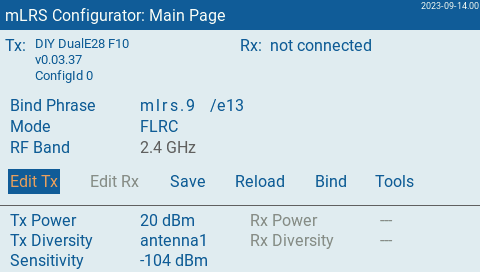 mLRS Configurator: Main Page 2023-09-14.00
Tx: DIY DualE28 F10 Rx: not connected
v0.03.37
ConfigId 0
Bind Phrase mlrs.9 /e13
Mode FLRC
RF Band 2.4 GHz
Edit Tx Edit Rx Save Reload Bind Tools
Tx Power 20 dBm Rx Power ---
Tx Diversity antenna1 Rx Diversity ---
Sensitivity -104 dBm